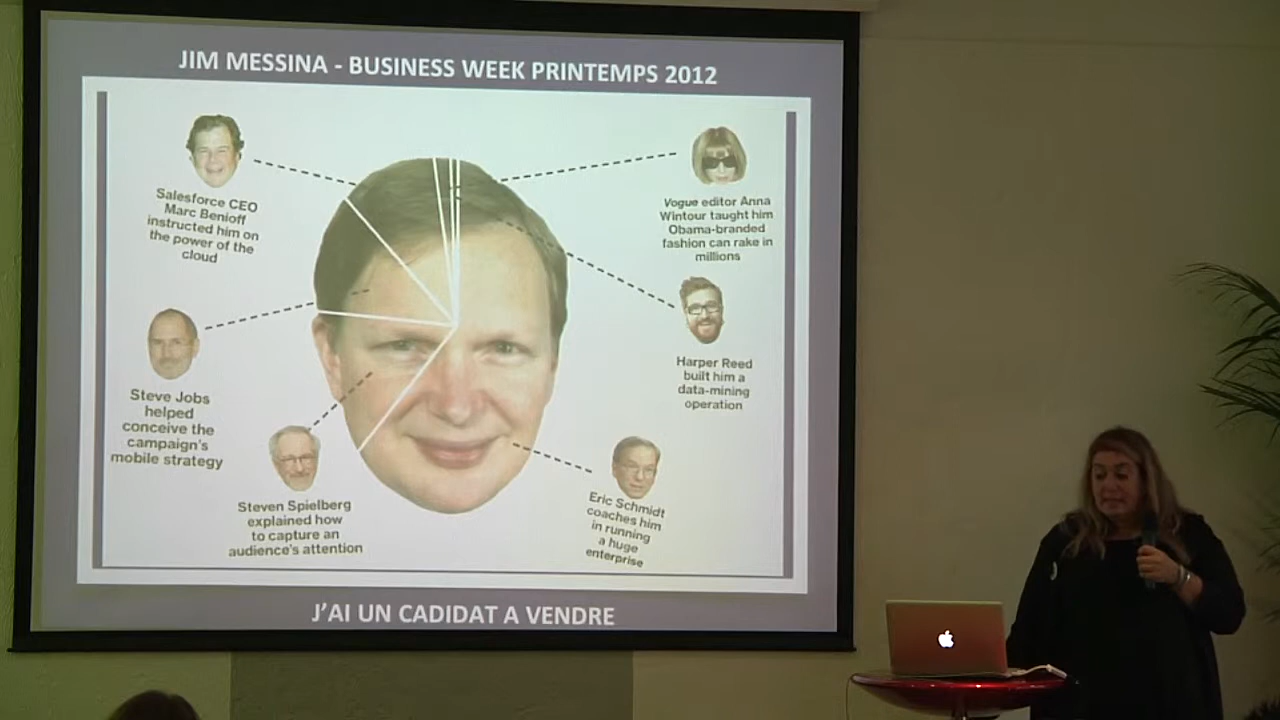 JIM MESSINA - BUSINESS WEEK PRINTEMPS 2012
Salesforce CEO
Marc Benioff
instructed him on
the power of the
cloud
Vogue editor Anna
Wintour taught him
Obama-branded
fashion can rake in
millions
Steve Jobs
helped
conceive the
campaign's
mobile strategy
Harper Reed
built him a
data-mining
operation
Steven Spielberg
explained how
to capture an
audience's attention
Eric Schmidt
coaches him
in running
a huge
enterprise
J'AI UN CADIDAT A VENDRE